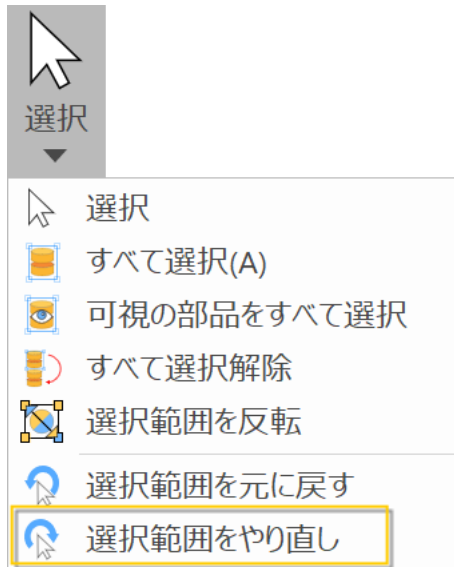 選択
選択
すべて選択(A)
可視の部品をすべて選択
すべて選択解除
選択範囲を反転
選択範囲を元に戻す
選択範囲をやり直し